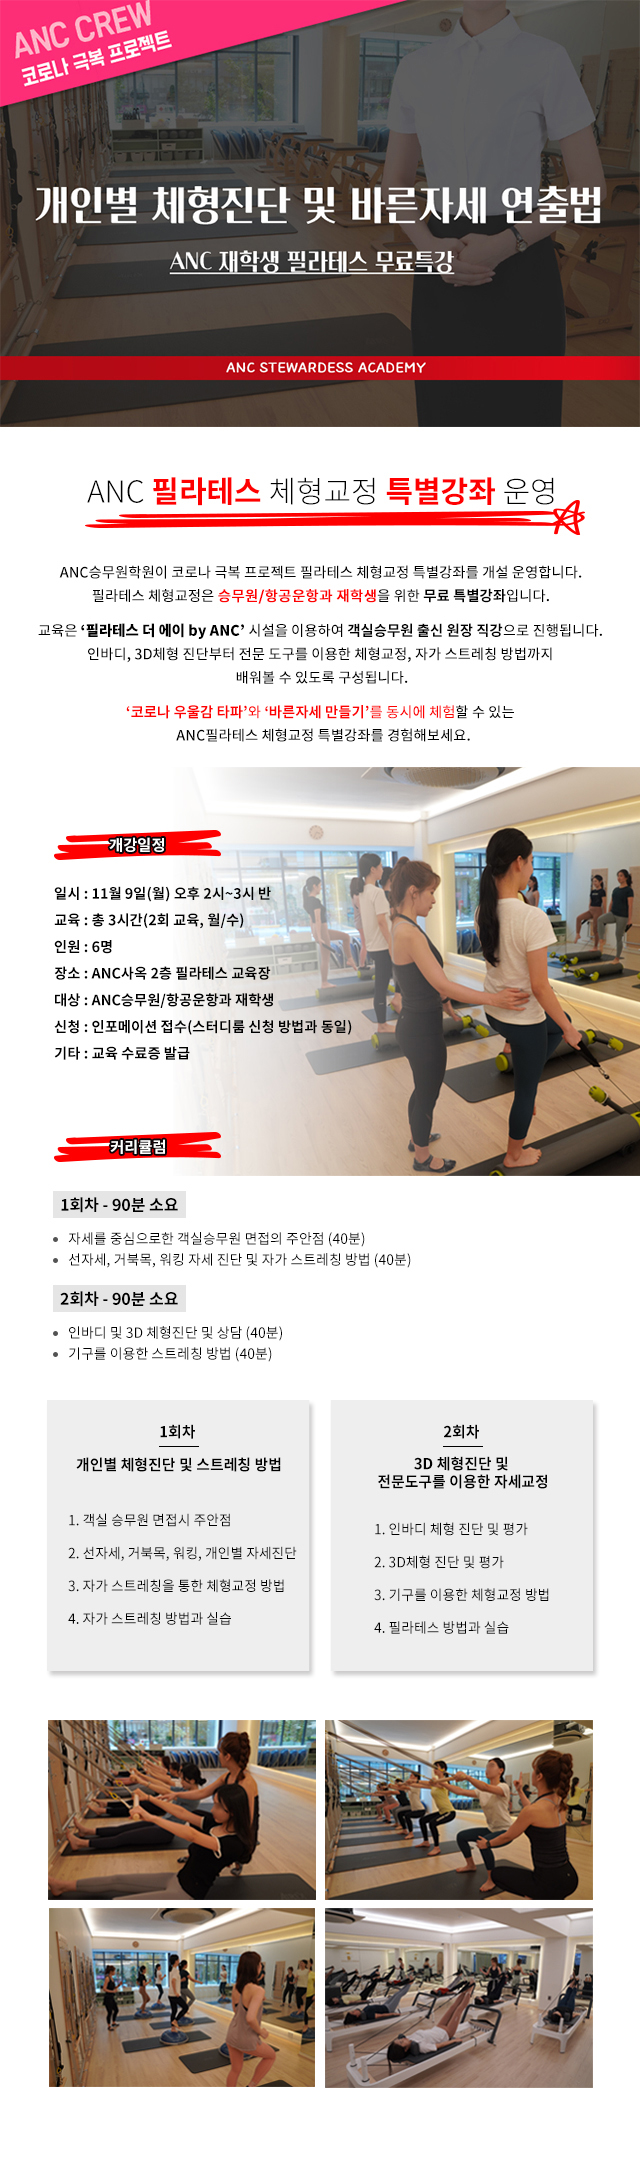 ANC CREW
코로나 극복 프로젝트
개인별 체형진단 및 바른자세 연출법
ANC 재학생 필라테스 무료특강
ANC STEWARDESS ACADEMY
ANC 필라테스 체형교정 특별강좌 운영
ANC승무원학원이 코로나 극복 프로젝트 필라테스 체형교정 특별강좌를 개설 운영합니다.
필라테스 체형교정은 승무원/항공운항과 재학생을 위한 무료 특별강좌입니다.
교육은 ‘필라테스 더 에이 by ANC’ 시설을 이용하여 객실승무원 출신 원장 직강으로 진행됩니다.
인바디, 3D체형 진단부터 전문 도구를 이용한 체형교정, 자가 스트레칭 방법까지
배워볼 수 있도록 구성됩니다.
‘코로나 우울감 타파’와 ‘바른자세 만들기’를 동시에 체험할 수 있는
ANC필라테스 체형교정 특별강좌를 경험해보세요.
개강일정
일시 : 11월 9일(월) 오후 2시~3시 반
교육 : 총 3시간(2회 교육, 월/수)
인원 : 6명
장소 : ANC사옥 2층 필라테스 교육장
대상 : ANC승무원/항공운항과 재학생
신청 : 인포메이션 접수(스터디룸 신청 방법과 동일)
기타 : 교육 수료증 발급
커리큘럼
1회차 - 90분 소요
• 자세를 중심으로한 객실승무원 면접의 주안점 (40분)
• 선자세, 거북목, 워킹 자세 진단 및 자가 스트레칭 방법 (40분)
2회차 - 90분 소요
• 인바디 및 3D 체형진단 및 상담 (40분)
• 기구를 이용한 스트레칭 방법 (40분)
1회차
개인별 체형진단 및 스트레칭 방법
1. 객실 승무원 면접시 주안점
2. 선자세, 거북목, 워킹, 개인별 자세진단
3. 자가 스트레칭을 통한 체형교정 방법
4. 자가 스트레칭 방법과 실습
2회차
3D 체형진단 및
전문도구를 이용한 자세교정
1. 인바디 체형 진단 및 평가
2. 3D체형 진단 및 평가
3. 기구를 이용한 체형교정 방법
4. 필라테스 방법과 실습